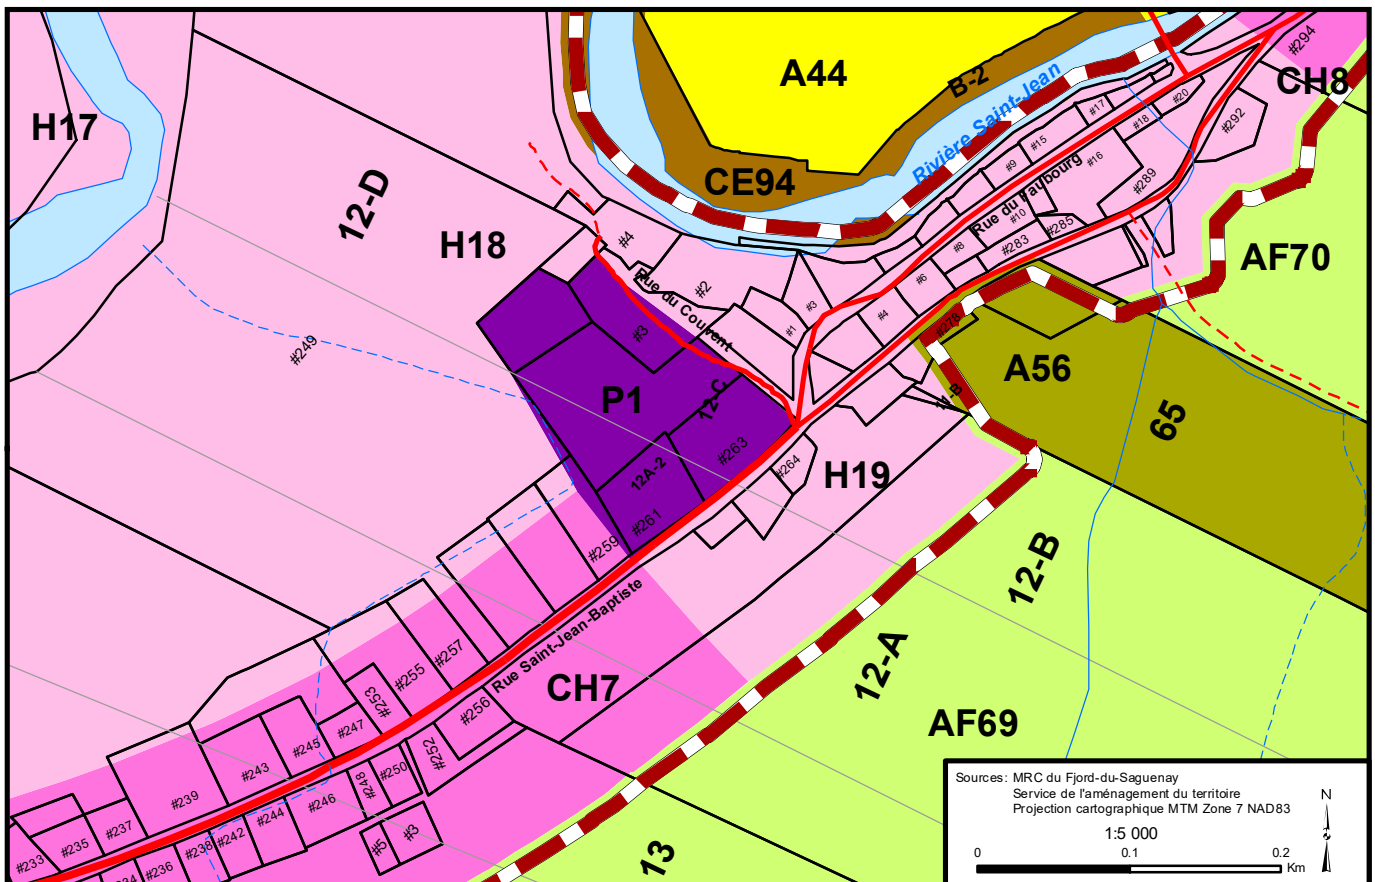 A44
B-2
#294
CH8
H17
Rivière Saint-Jean
#17
#20
#18
#292
#15
#16
#9
CE94
#289
12-D
Rue du Faubourg
#10
H18
#4
#285
#283
#8
AF70
Rue du Couvent
#2
#6
#3
#4
#1
#278
#249
#3
A56
P1
12-C
11-B
65
#263
12A-2
#264
H19
#261
#259
12-B
Rue Saint-Jean-Baptiste
#257
#255
12-A
CH7
#253
#256
AF69
#247
#245
#252
#243
#250
#248
#246
#239
#244
#237
#242
#3
#235
#238
#5
#233
#236
13
Sources: MRC du Fjord-du-Saguenay
Service de l'aménagement du territoire
Projection cartographique MTM Zone 7 NAD83
N
1:5 000
0 0.1 0.2
Km